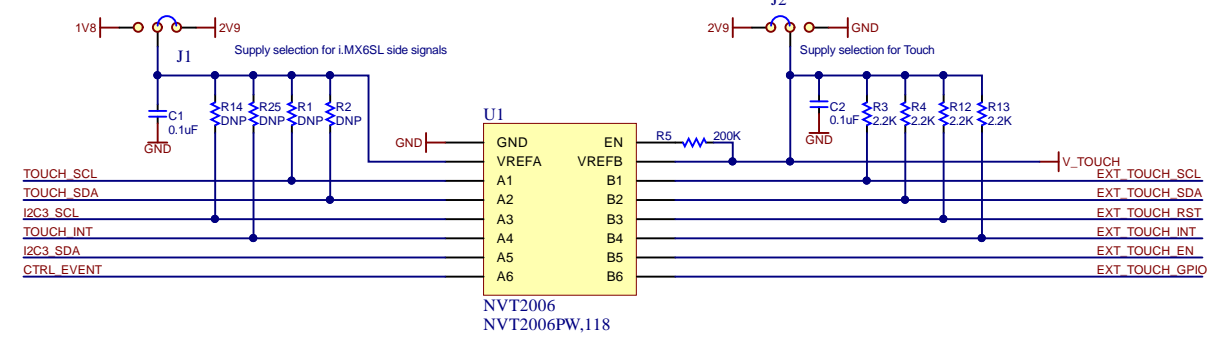 J2
1V8 2V9 2V9 GND
J1 Supply selection for i.MX6SL side signals Supply selection for Touch
C1 R14 R25 R1 R2 C2 R3 R4 R12 R13
0.1uF DNP DNP DNP DNP 0.1uF 2.2K 2.2K 2.2K 2.2K
GND U1 GND
R5 200K
GND GND EN
VREFA VREFB V_TOUCH
TOUCH_SCL A1 B1 EXT_TOUCH_SCL
TOUCH_SDA A2 B2 EXT_TOUCH_SDA
I2C3_SCL A3 B3 EXT_TOUCH_RST
TOUCH_INT A4 B4 EXT_TOUCH_INT
I2C3_SDA A5 B5 EXT_TOUCH_EN
CTRL_EVENT A6 B6 EXT_TOUCH_GPIO
NVT2006
NVT2006PW,118